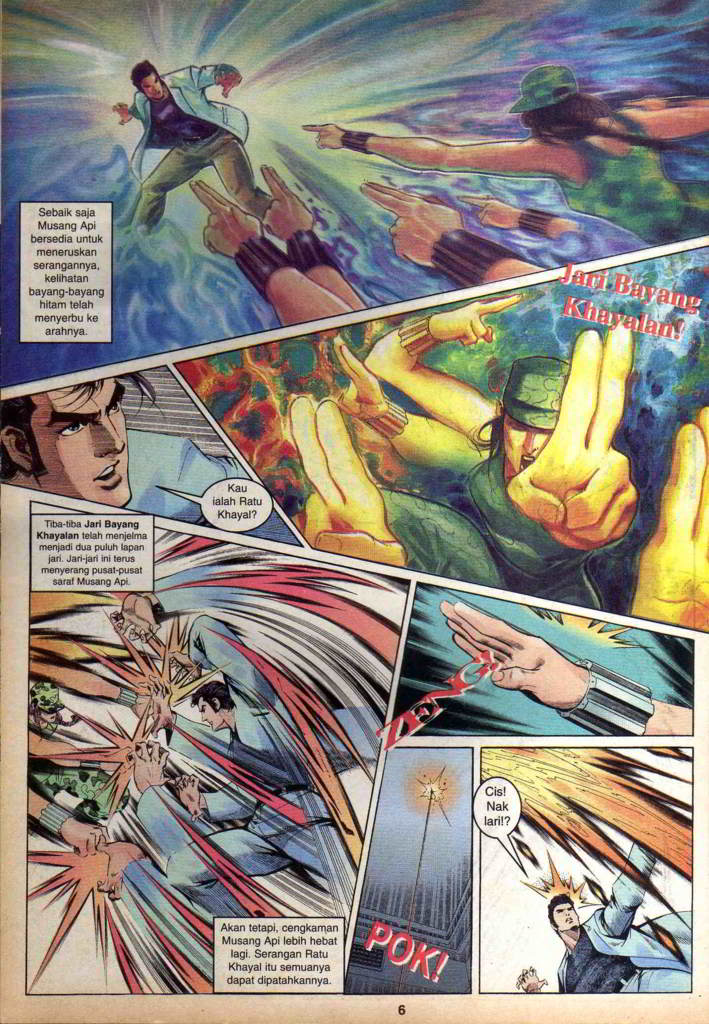 Sebaik saja
Musang Api
bersedia untuk
meneruskan
serangannya,
kelihatan
bayang-bayang
hitam telah
menyerbu ke
arahnya.
Jari Bayang
Khayalan!
Kau
ialah Ratu
Khayal?
Tiba-tiba Jari Bayang
Khayalan telah menjelma
menjadi dua puluh lapan
jari. Jari-jari ini terus
menyerang pusat-pusat
saraf Musang Api.
Akan tetapi, cengkaman
Musang Api lebih hebat
lagi. Serangan Ratu
Khayal itu semuanya
dapat dipatahkannya.
ZENG!
POK!
Cis!
Nak
lari!?
6